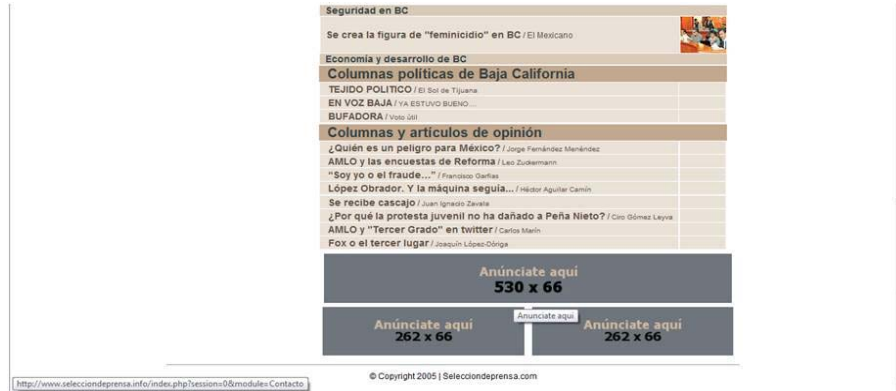 Seguridad en BC
Se crea la figura de "feminicidio" en BC / El Mexicano
Economía y desarrollo de BC
Columnas políticas de Baja California
TEJIDO POLITICO / El Sol de Tijuana
EN VOZ BAJA / YA ESTUVO BUENO...
BUFADORA / Voto útil
Columnas y artículos de opinión
¿Quién es un peligro para México? / Jorge Fernández Menéndez
AMLO y las encuestas de Reforma / Leo Zuckermann
"Soy yo o el fraude…" / Francisco Garfias
López Obrador. Y la máquina seguía... / Héctor Aguilar Camín
Se recibe cascajo / Juan Ignacio Zavala
¿Por qué la protesta juvenil no ha dañado a Peña Nieto? / Ciro Gómez Leyva
AMLO y "Tercer Grado" en twitter / Carlos Marín
Fox o el tercer lugar / Joaquín López-Dóriga
Anúnciate aquí
530 x 66
Anunciate aqui
Anúnciate aquí
262 x 66
Anúnciate aquí
262 x 66
© Copyright 2005 | Selecciondeprensa.com
http://www.selecciondeprensa.info/index.php?session=0&module=Contacto